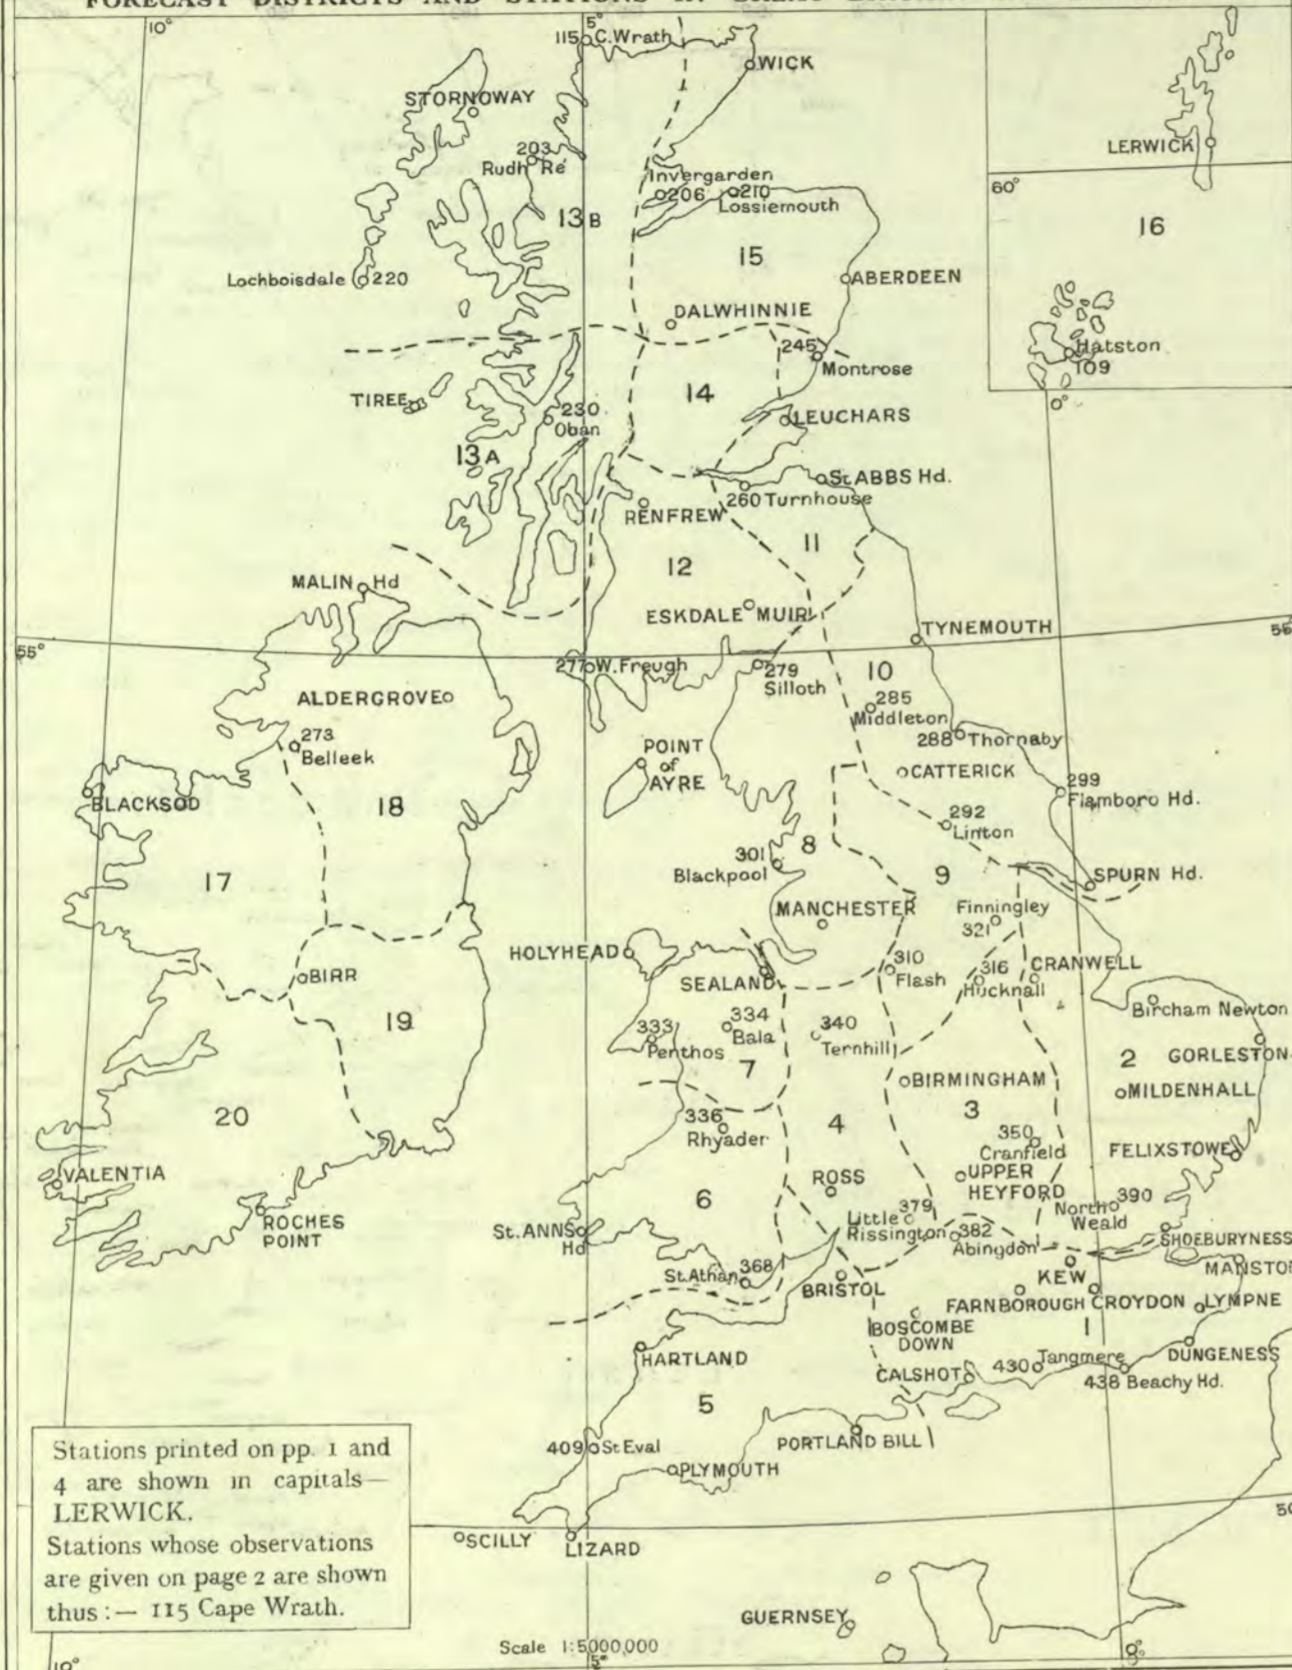 FORECAST DISTRICTS AND STATIONS IN GREAT
10°
5°
115 C. Wrath
WICK
STORNOWAY
203
Rudh Re
LERWICK
60°
16
Invergarden
206
210
Lossiemouth
13B
15
Lochboisdale 220
ABERDEEN
DALWHINNIE
245
Montrose
Hatston
109
0°
TIREE
14
230
Oban
LEUCHARS
13A
St. ABBS Hd.
260 Turnhouse
RENFREW
11
12
MALIN Hd
ESKDALE MUIR
TYNEMOUTH
55°
55
277 W. Freugh
279
Silloth
10
ALDERGROVE
285
Middleton
273
Belleek
288 Thornaby
POINT
of
AYRE
CATTERICK
299
Flamboro Hd.
BLACKSOD
18
292
Linton
301
Blackpool
8
9
17
SPURN Hd.
MANCHESTER
Finningley
321
HOLYHEAD
310
Flash
316
Hucknall
CRANWELL
BIRR
SEALAND
Bircham Newton
19
333
Penthos
334
Bala
340
Ternhill
7
2
GORLESTON
BIRMINGHAM
MILDENHALL
20
336
Rhyader
4
3
350
Cranfield
FELIXSTOWE
VALENTIA
ROSS
UPPER
HEYFORD
6
390
North
Weald
ROCHES
POINT
St. ANNS
Hd
Little 379
Rissington
382
Abingdon
SHOEBURYNESS
368
St. Athan
BRISTOL
KEW
MANSTON
FARNBOROUGH
CROYDON
LYMPNE
BOSCOMBE
DOWN
1
HARTLAND
CALSHOT
430 Tangmere
DUNGENESS
438 Beachy Hd.
5
409 St Eval
PORTLAND BILL
PLYMOUTH
Stations printed on pp. 1 and
4 are shown in capitals—
LERWICK.
Stations whose observations
are given on page 2 are shown
thus :— 115 Cape Wrath.
50
SCILLY
LIZARD
GUERNSEY
Scale 1:5000,000
10°
5°
0°